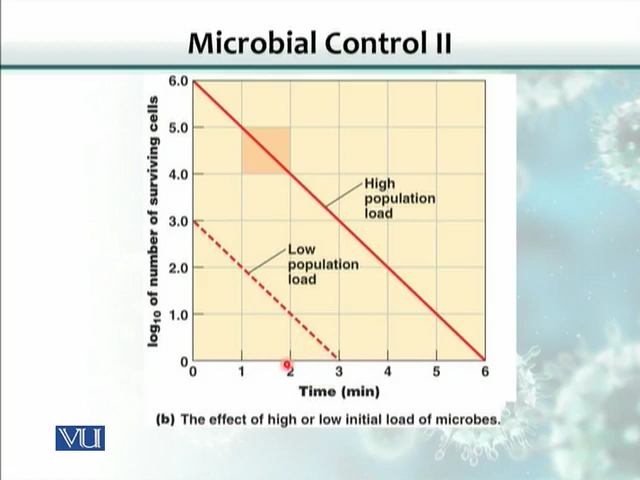 Microbial Control II
log10 of number of surviving cells
6.0
5.0
4.0
3.0
2.0
1.0
0
High
population
load
Low
population
load
0 1 2 3 4 5 6
Time (min)
(b) The effect of high or low initial load of microbes.
VU